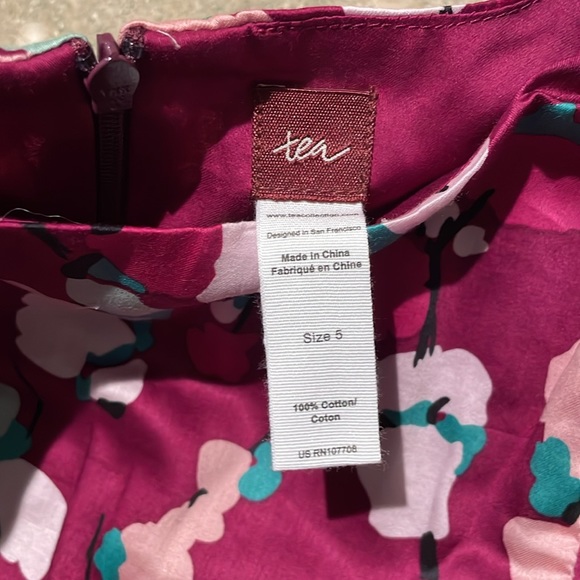 tea
www.teacollection.com
Designed in San Francisco
Made in China
Fabriqué en Chine
Size 5
100% Cotton/
Coton
US RN107708